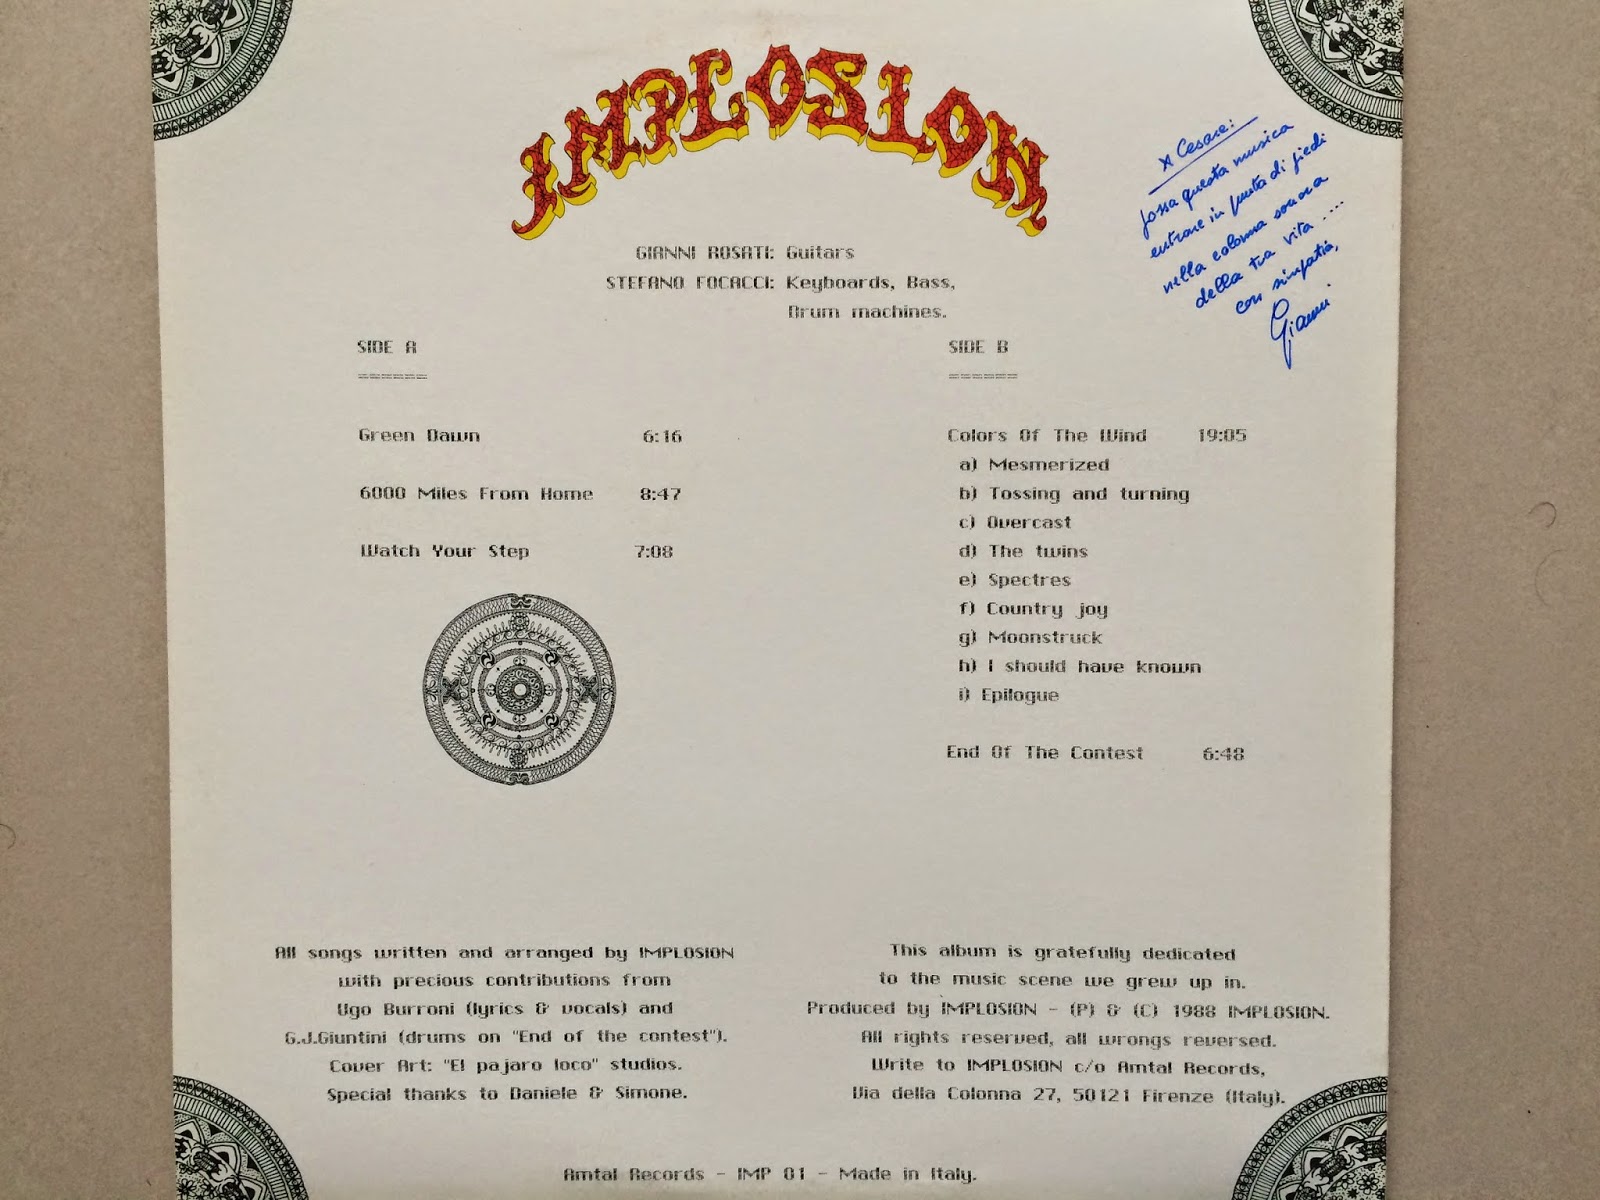 IMPLOSION
X Cesare:
possa questa musica
entrare in punta di piedi
nella colonna sonora
della tua vita ....
con simpatia,
Gianni
GIANNI ROSATI: Guitars
STEFANO FOCACCI: Keyboards, Bass,
Drum machines.
SIDE A
------
Green Dawn 6:16
6000 Miles From Home 8:47
Watch Your Step 7:08
SIDE B
------
Colors Of The Wind 19:05
a) Mesmerized
b) Tossing and turning
c) Overcast
d) The twins
e) Spectres
f) Country joy
g) Moonstruck
h) I should have known
i) Epilogue
End Of The Contest 6:48
All songs written and arranged by IMPLOSION
with precious contributions from
Ugo Burroni (lyrics & vocals) and
G.J.Giuntini (drums on "End of the contest").
Cover Art: "El pajaro loco" studios.
Special thanks to Daniele & Simone.
This album is gratefully dedicated
to the music scene we grew up in.
Produced by IMPLOSION - (P) & (C) 1988 IMPLOSION.
All rights reserved, all wrongs reversed.
Write to IMPLOSION c/o Amtal Records,
Via della Colonna 27, 50121 Firenze (Italy).
Amtal Records - IMP 01 - Made in Italy.